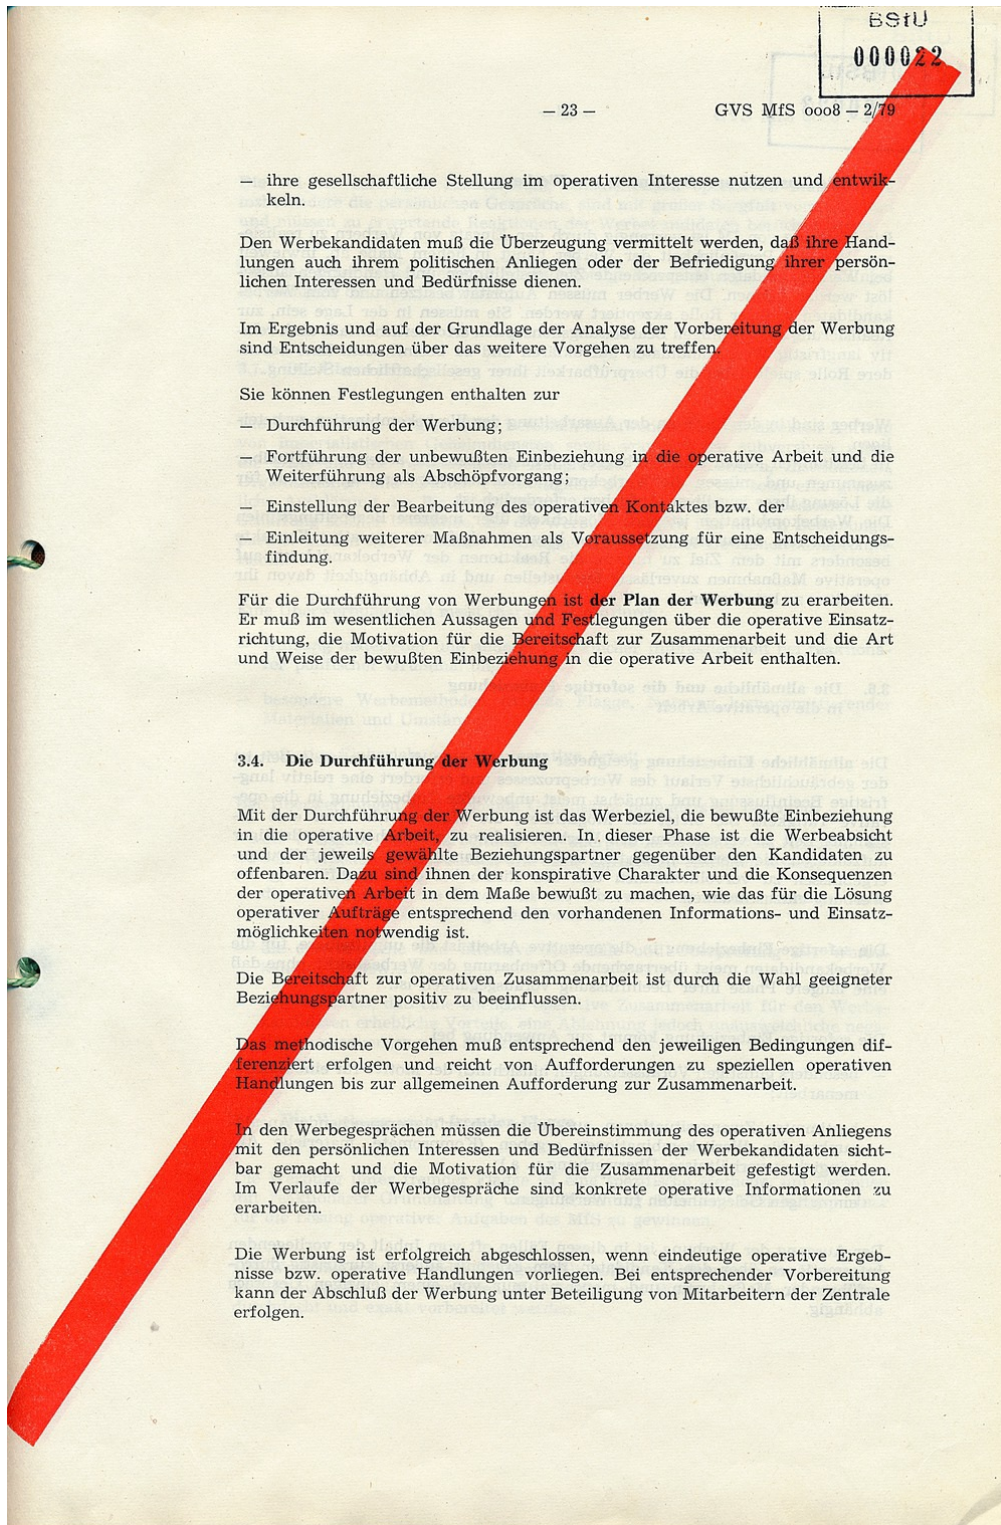 BStU
000022
— 23 —
GVS MfS ooo8 — 2/79
— ihre gesellschaftliche Stellung im operativen Interesse nutzen und entwik-
keln.
Den Werbekandidaten muß die Überzeugung vermittelt werden, daß ihre Hand-
lungen auch ihrem politischen Anliegen oder der Befriedigung ihrer persön-
lichen Interessen und Bedürfnisse dienen.
Im Ergebnis und auf der Grundlage der Analyse der Vorbereitung der Werbung
sind Entscheidungen über das weitere Vorgehen zu treffen.
Sie können Festlegungen enthalten zur
— Durchführung der Werbung;
— Fortführung der unbewußten Einbeziehung in die operative Arbeit und die
Weiterführung als Abschöpfvorgang;
— Einstellung der Bearbeitung des operativen Kontaktes bzw. der
— Einleitung weiterer Maßnahmen als Voraussetzung für eine Entscheidungs-
findung.
Für die Durchführung von Werbungen ist der Plan der Werbung zu erarbeiten.
Er muß im wesentlichen Aussagen und Festlegungen über die operative Einsatz-
richtung, die Motivation für die Bereitschaft zur Zusammenarbeit und die Art
und Weise der bewußten Einbeziehung in die operative Arbeit enthalten.
3.4. Die Durchführung der Werbung
Mit der Durchführung der Werbung ist das Werbeziel, die bewußte Einbeziehung
in die operative Arbeit, zu realisieren. In dieser Phase ist die Werbeabsicht
und der jeweils gewählte Beziehungspartner gegenüber den Kandidaten zu
offenbaren. Dazu sind ihnen der konspirative Charakter und die Konsequenzen
der operativen Arbeit in dem Maße bewußt zu machen, wie das für die Lösung
operativer Aufträge entsprechend den vorhandenen Informations- und Einsatz-
möglichkeiten notwendig ist.
Die Bereitschaft zur operativen Zusammenarbeit ist durch die Wahl geeigneter
Beziehungspartner positiv zu beeinflussen.
Das methodische Vorgehen muß entsprechend den jeweiligen Bedingungen dif-
ferenziert erfolgen und reicht von Aufforderungen zu speziellen operativen
Handlungen bis zur allgemeinen Aufforderung zur Zusammenarbeit.
In den Werbegesprächen müssen die Übereinstimmung des operativen Anliegens
mit den persönlichen Interessen und Bedürfnissen der Werbekandidaten sicht-
bar gemacht und die Motivation für die Zusammenarbeit gefestigt werden.
Im Verlaufe der Werbegespräche sind konkrete operative Informationen zu
erarbeiten.
Die Werbung ist erfolgreich abgeschlossen, wenn eindeutige operative Ergeb-
nisse bzw. operative Handlungen vorliegen. Bei entsprechender Vorbereitung
kann der Abschluß der Werbung unter Beteiligung von Mitarbeitern der Zentrale
erfolgen.